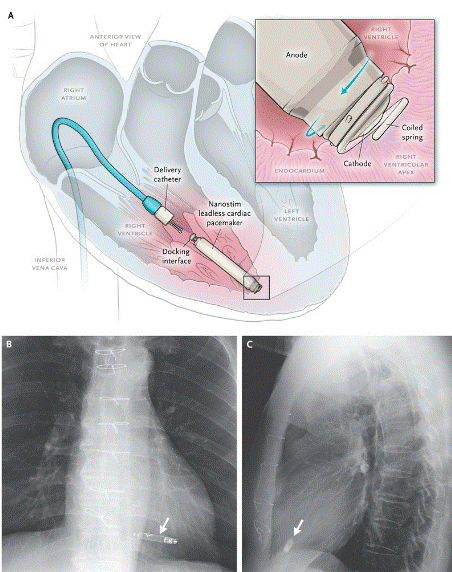 A
ANTERIOR VIEW
OF HEART
RIGHT
ATRIUM
Delivery
catheter
Nanostim
leadless cardiac
pacemaker
RIGHT
VENTRICLE
Docking
interface
LEFT
VENTRICLE
INFERIOR
VENA CAVA
Anode
RIGHT
VENTRICLE
Coiled
spring
Cathode
RIGHT
VENTRICULAR
APEX
ENDOCARDIUM
B
C